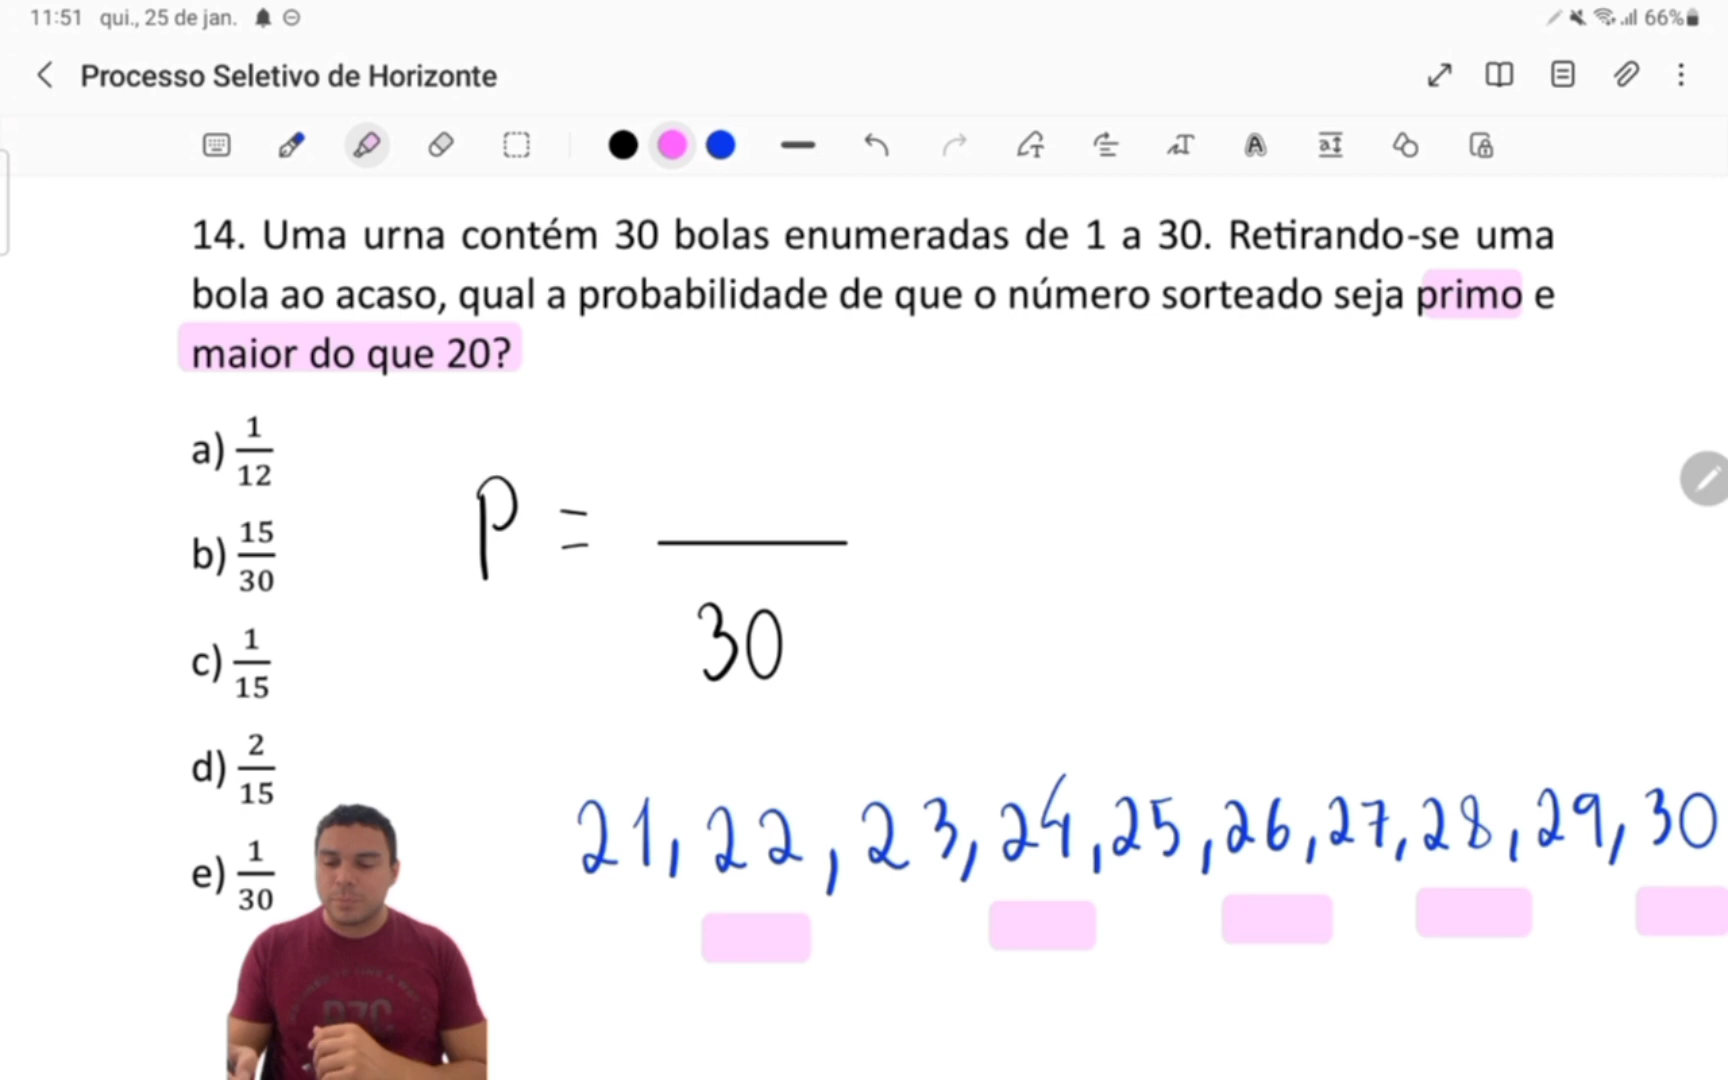 11:51 qui., 25 de jan.
66%
Processo Seletivo de Horizonte
14. Uma urna contém 30 bolas enumeradas de 1 a 30. Retirando-se uma
bola ao acaso, qual a probabilidade de que o número sorteado seja primo e
maior do que 20?
a) 1/12
b) 15/30
c) 1/15
d) 2/15
e) 1/30
P = 
30
21, 22, 23, 24, 25, 26, 27, 28, 29, 30